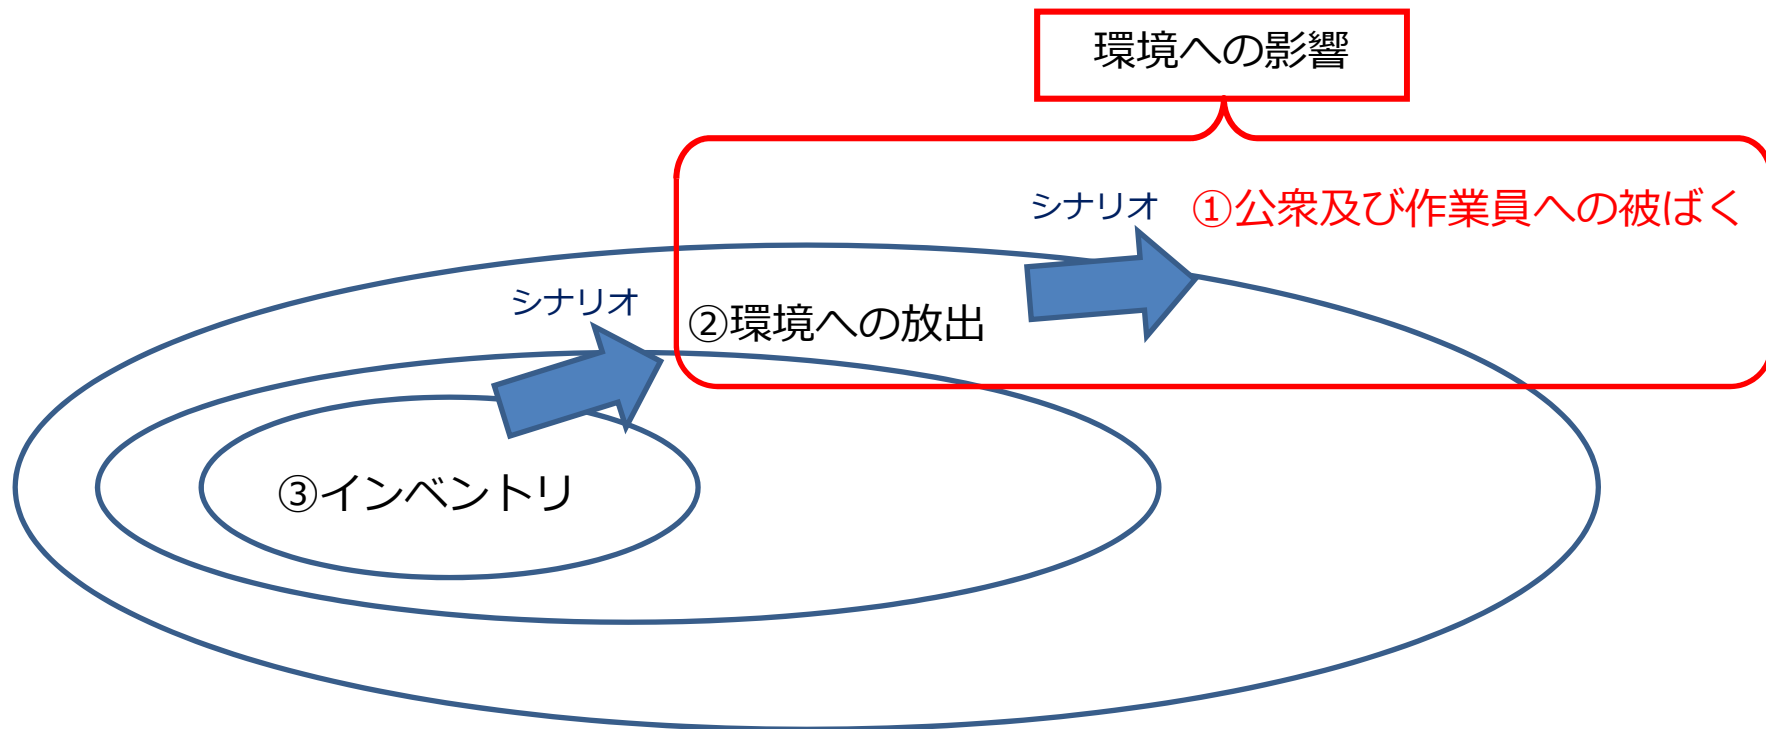 環境への影響
シナリオ
①公衆及び作業員への被ばく
シナリオ
②環境への放出
③インベントリ